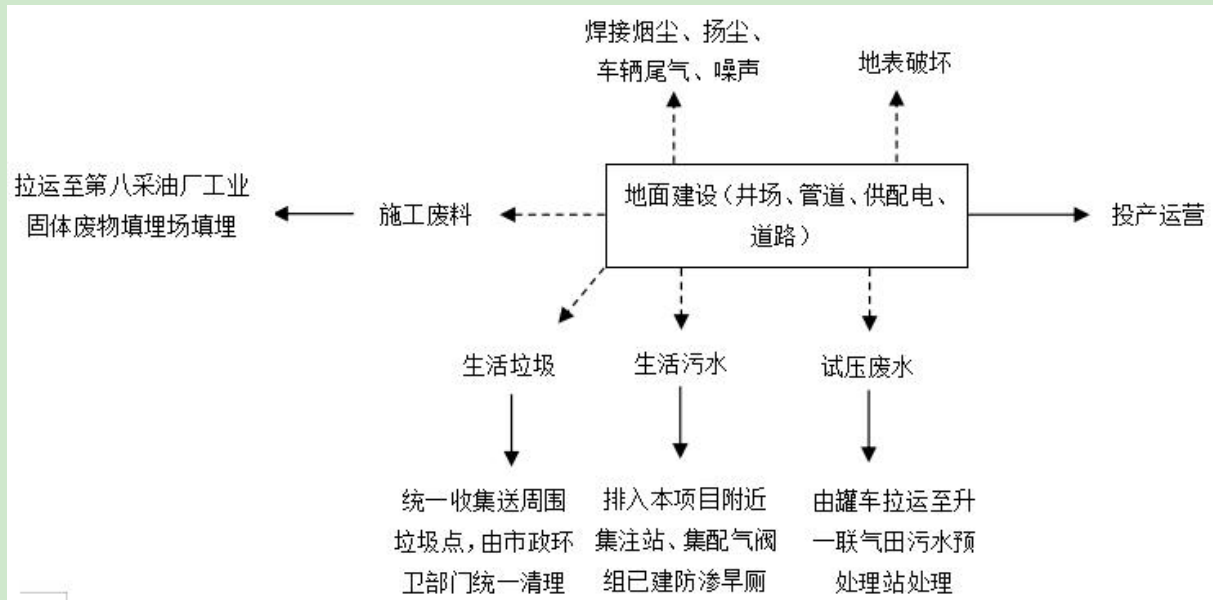 焊接烟尘、扬尘、
车辆尾气、噪声
地表破坏
拉运至第八采油厂工业
固体废物填埋场填埋
施工废料
地面建设（井场、管道、供配电、
道路）
投产运营
生活垃圾
生活污水
试压废水
统一收集送周围
垃圾点，由市政环
卫部门统一清理
排入本项目附近
集注站、集配气阀
组已建防渗旱厕
由罐车拉运至升
一联气田污水预
处理站处理